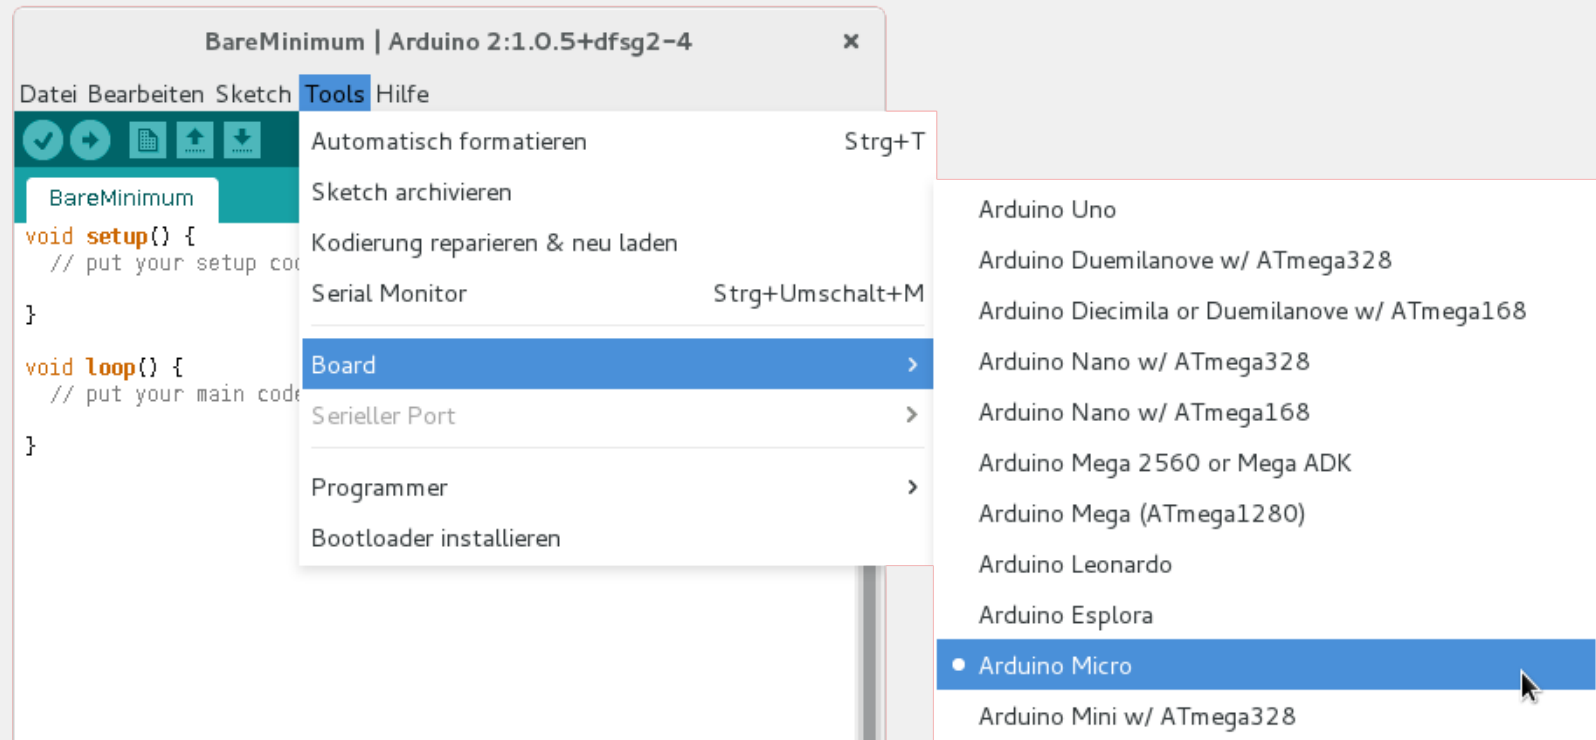 BareMinimum | Arduino 2:1.0.5+dfsg2-4
Datei Bearbeiten Sketch Tools Hilfe
BareMinimum
void setup() {
// put your setup
}
void loop() {
// put your main code
}
Automatisch formatieren Strg+T
Sketch archivieren
Kodierung reparieren & neu laden
Serial Monitor Strg+Umschalt+M
Board
Serieller Port
Programmer
Bootloader installieren
Arduino Uno
Arduino Duemilanove w/ ATmega328
Arduino Diecimila or Duemilanove w/ ATmega168
Arduino Nano w/ ATmega328
Arduino Nano w/ ATmega168
Arduino Mega 2560 or Mega ADK
Arduino Mega (ATmega1280)
Arduino Leonardo
Arduino Esplora
Arduino Micro
Arduino Mini w/ ATmega328